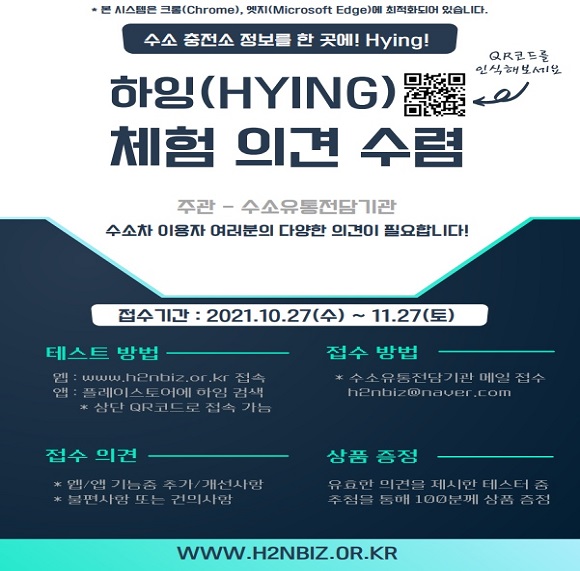 * 본 시스템은 크롬(Chrome), 엣지(Microsoft Edge)에 최적화되어 있습니다.
수소 충전소 정보를 한 곳에! Hying!
QR코드를
인식해보세요
하잉(HYING)
체험 의견 수렴
주관 - 수소유통전담기관
수소차 이용자 여러분의 다양한 의견이 필요합니다!
접수기간 : 2021.10.27(수) ~ 11.27(토)
테스트 방법
웹 : www.h2nbiz.or.kr 접속
앱 : 플레이스토어에 하잉 검색
* 상단 QR코드로 접속 가능
접수 방법
* 수소유통전담기관 메일 접수
h2nbiz@naver.com
접수 의견
* 웹/앱 기능줌 추가/개선사항
* 불편사항 또는 건의사항
상품 증정
유효한 의견을 제시한 테스터 줌
추첨을 통해 100분께 상품 증정
WWW.H2NBIZ.OR.KR